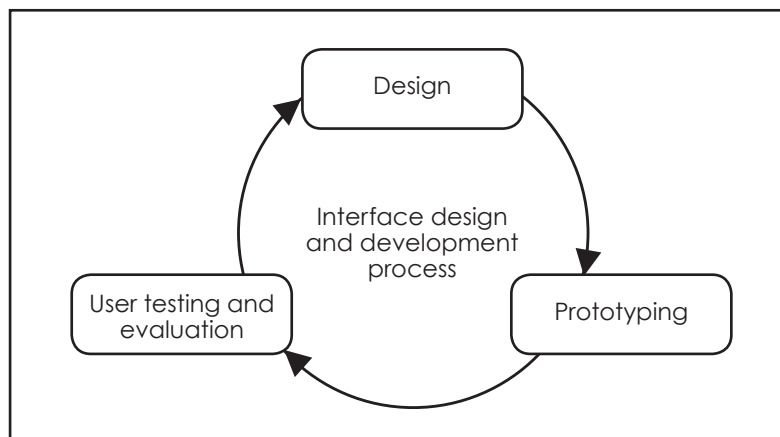 Design
Interface design
and development
process
User testing and
evaluation
Prototyping